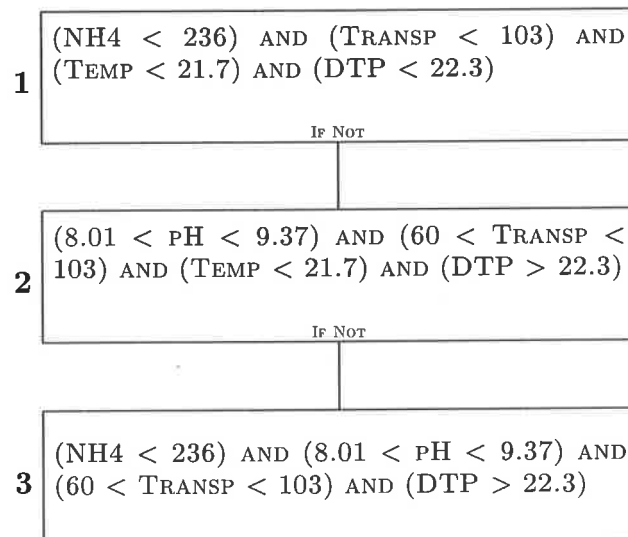 1
(NH4 < 236) AND (TRANSP < 103) AND
(TEMP < 21.7) AND (DTP < 22.3)
IF NOT
2
(8.01 < PH < 9.37) AND (60 < TRANSP <
103) AND (TEMP < 21.7) AND (DTP > 22.3)
IF NOT
3
(NH4 < 236) AND (8.01 < PH < 9.37) AND
(60 < TRANSP < 103) AND (DTP > 22.3)